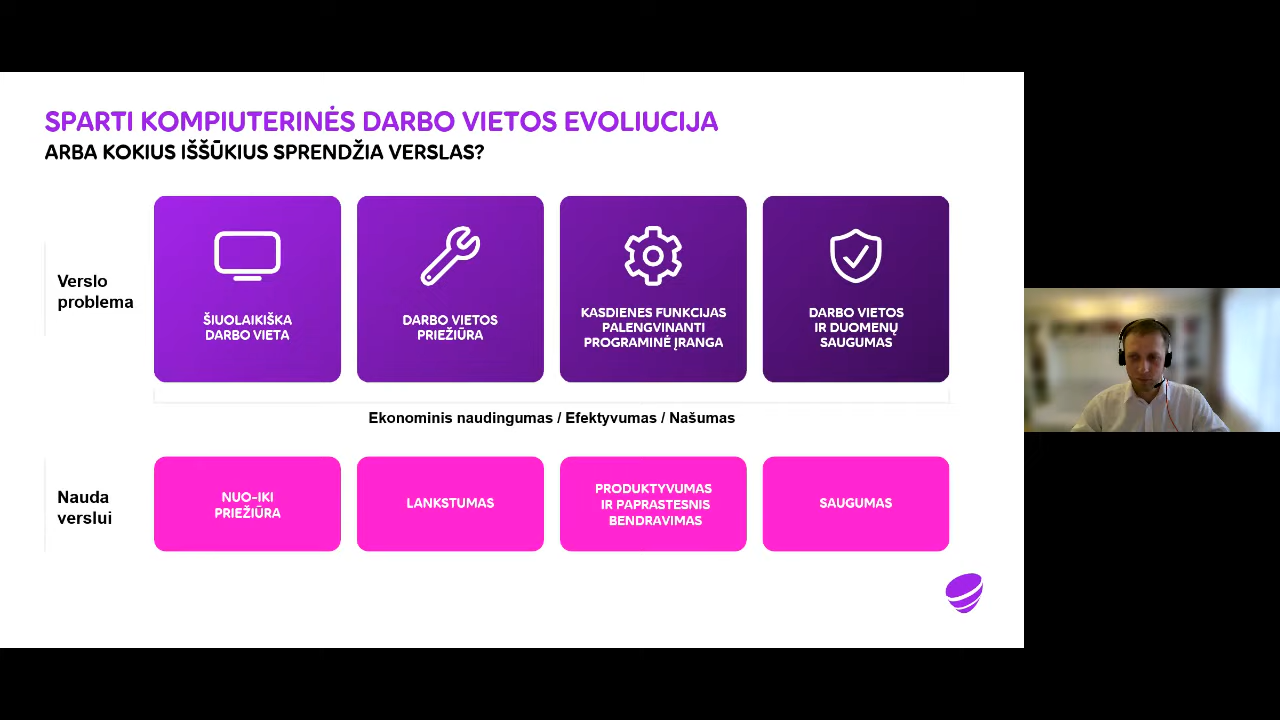 SPARTI KOMPIUTERINĖS DARBO VIETOS EVOLIUCIJA
ARBA KOKIUS IŠŠŪKIUS SPRENDŽIA VERSLAS?
Verslo
problema
ŠIUOLAIKIŠKA
DARBO VIETA
DARBO VIETOS
PRIEŽIŪRA
KASDIENES FUNKCIJAS
PALENGVINANTI
PROGRAMINĖ ĮRANGA
DARBO VIETOS
IR DUOMENŲ
SAUGUMAS
Ekonominis naudingumas / Efektyvumas / Našumas
Nauda
verslui
NUO-IKI
PRIEŽIŪRA
LANKSTUMAS
PRODUKTYVUMAS
IR PAPRASTESNIS
BENDRAVIMAS
SAUGUMAS